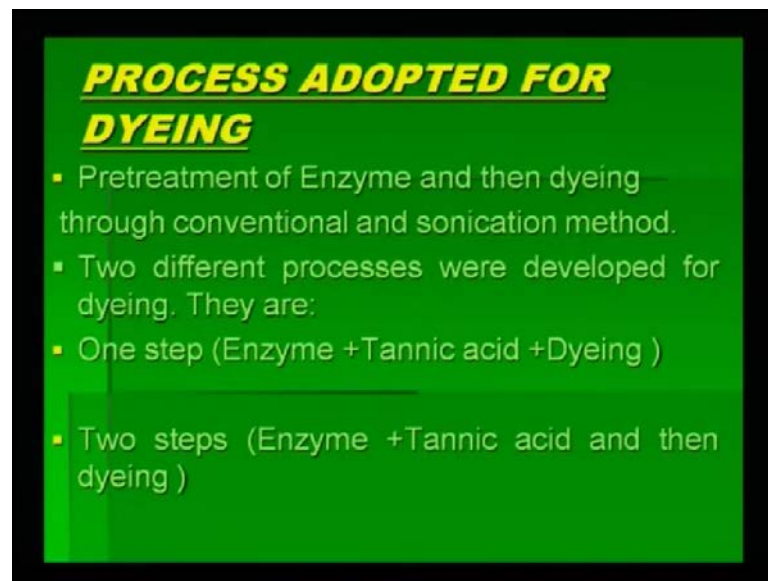 PROCESS ADOPTED FOR
DYEING
▪ Pretreatment of Enzyme and then dyeing
through conventional and sonication method.
▪ Two different processes were developed for
dyeing. They are:
▪ One step (Enzyme +Tannic acid +Dyeing )
▪ Two steps (Enzyme +Tannic acid and then
dyeing )